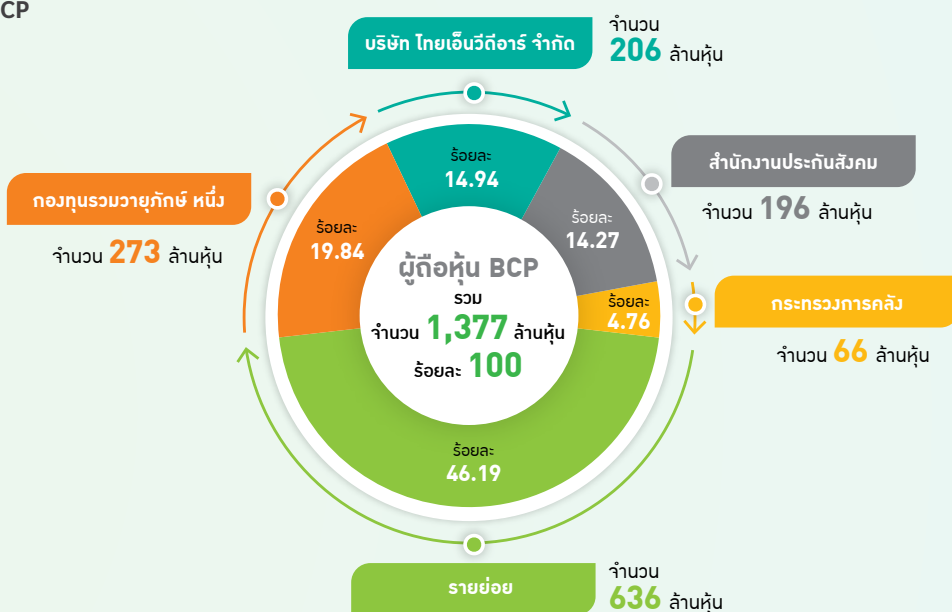 CP
บริษัท ไทยเอ็นวีดีอาร์ จำกัด
จำนวน
206 ล้านหุ้น
สำนักงานประกันสังคม
จำนวน 196 ล้านหุ้น
กองทุนรวมวายุภักษ์ หนึ่ง
จำนวน 273 ล้านหุ้น
กระทรวงการคลัง
จำนวน 66 ล้านหุ้น
ร้อยละ
14.94
ร้อยละ
14.27
ร้อยละ
19.84
ร้อยละ
4.76
ผู้ถือหุ้น BCP
รวม
จำนวน 1,377 ล้านหุ้น
ร้อยละ 100
ร้อยละ
46.19
รายย่อย
จำนวน
636 ล้านหุ้น